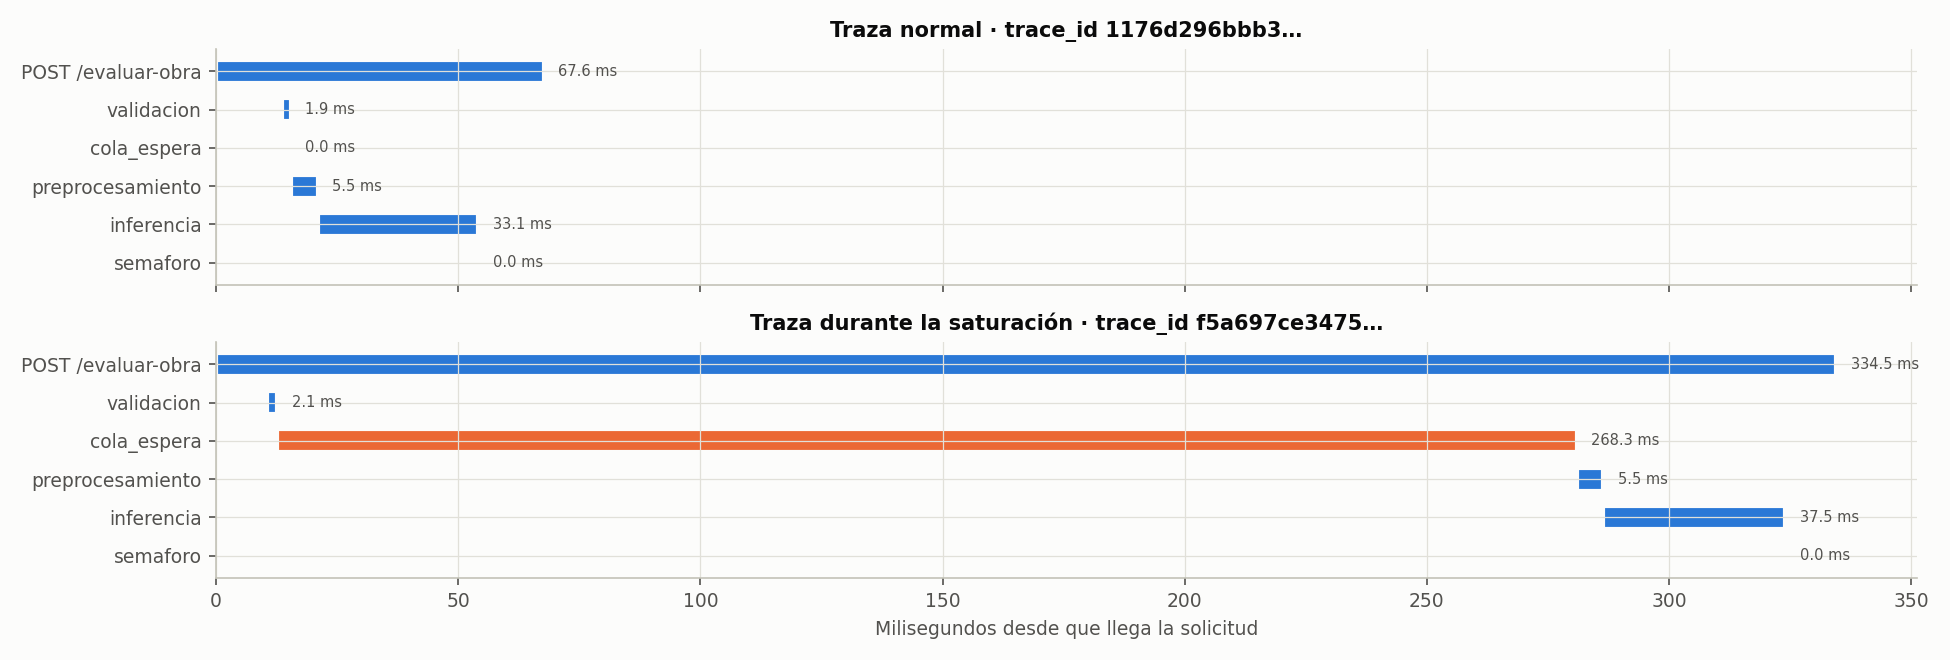 Traza normal · trace_id 1176d296bbb3…
POST /evaluar-obra 67.6 ms
validacion 1.9 ms
cola_espera 0.0 ms
preprocesamiento 5.5 ms
inferencia 33.1 ms
semaforo 0.0 ms
Traza durante la saturación · trace_id f5a697ce3475…
POST /evaluar-obra 334.5 ms
validacion 2.1 ms
cola_espera 268.3 ms
preprocesamiento 5.5 ms
inferencia 37.5 ms
semaforo 0.0 ms
0 50 100 150 200 250 300 350
Milisegundos desde que llega la solicitud